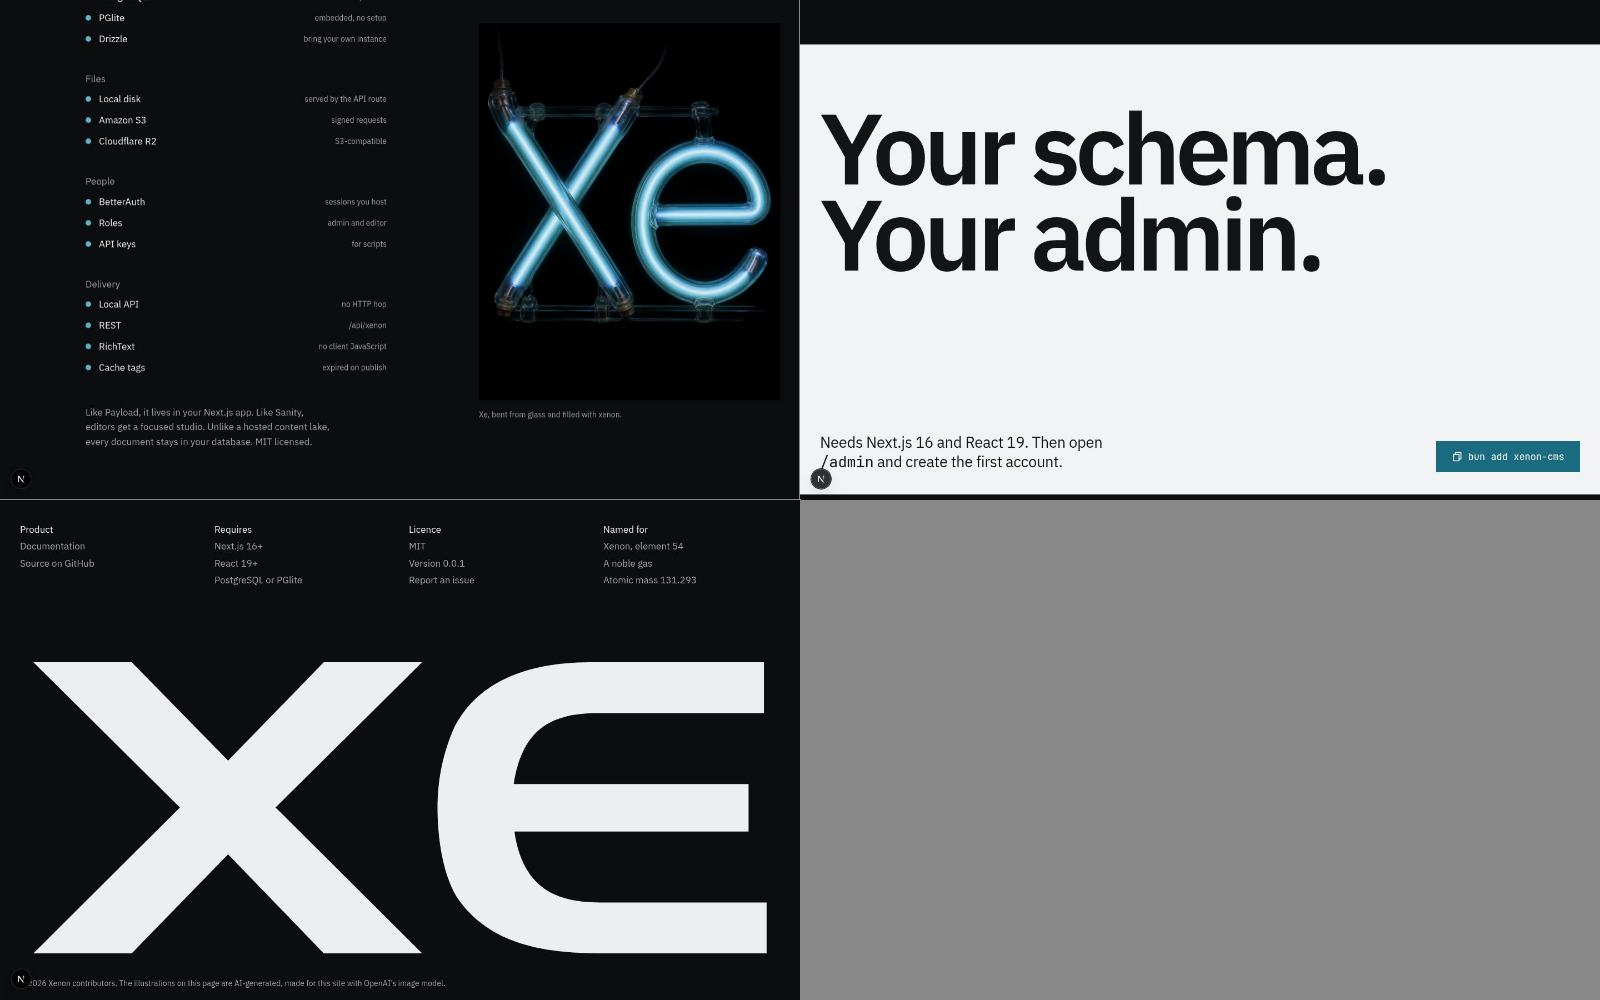 PGlite embedded, no setup
Drizzle bring your own instance
Files
Local disk served by the API route
Amazon S3 signed requests
Cloudflare R2 S3-compatible
People
BetterAuth sessions you host
Roles admin and editor
API keys for scripts
Delivery
Local API no HTTP hop
REST /api/xenon
RichText no client JavaScript
Cache tags expired on publish
Like Payload, it lives in your Next.js app. Like Sanity,
editors get a focused studio. Unlike a hosted content lake,
every document stays in your database. MIT licensed.
N
Xe
Xe, bent from glass and filled with xenon.
Your schema.
Your admin.
Needs Next.js 16 and React 19. Then open
/admin and create the first account.
N
bun add xenon-cms
Product
Documentation
Source on GitHub
Requires
Next.js 16+
React 19+
PostgreSQL or PGlite
Licence
MIT
Version 0.0.1
Report an issue
Named for
Xenon, element 54
A noble gas
Atomic mass 131.293
XE
N
2026 Xenon contributors. The illustrations on this page are AI-generated, made for this site with OpenAI's image model.